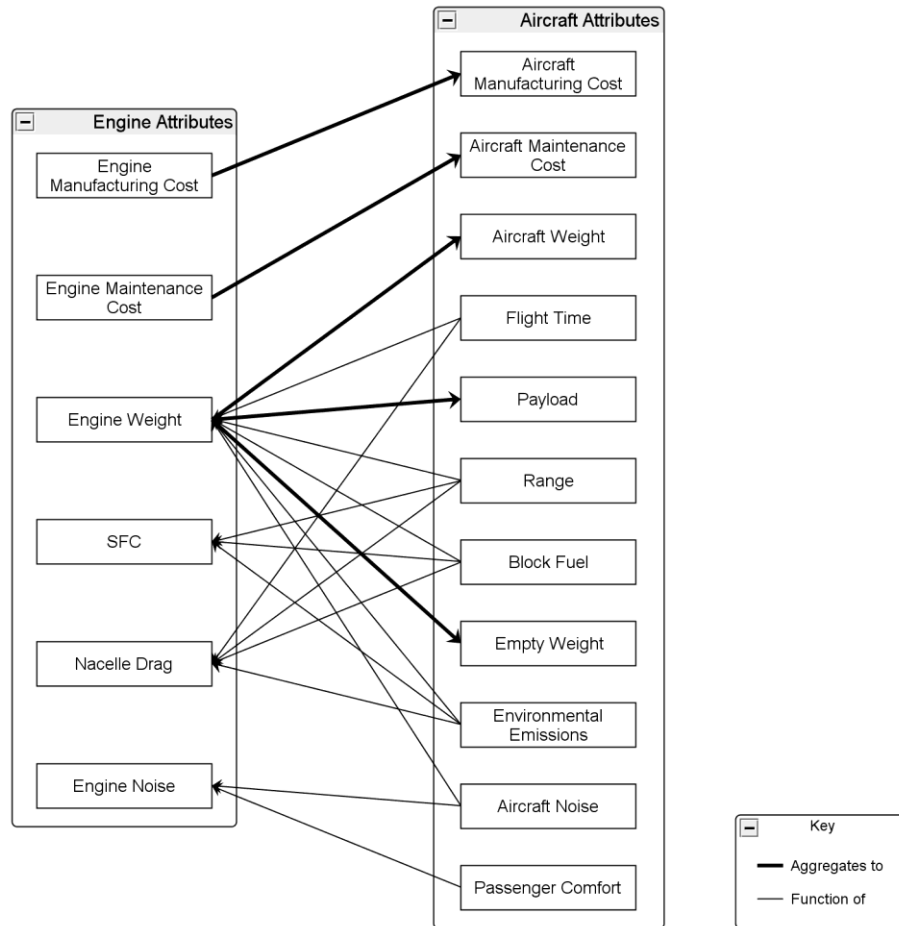 Engine Attributes
Engine
Manufacturing Cost
Engine Maintenance
Cost
Engine Weight
SFC
Nacelle Drag
Engine Noise
Aircraft Attributes
Aircraft
Manufacturing Cost
Aircraft Maintenance
Cost
Aircraft Weight
Flight Time
Payload
Range
Block Fuel
Empty Weight
Environmental
Emissions
Aircraft Noise
Passenger Comfort
Key
Aggregates to
Function of